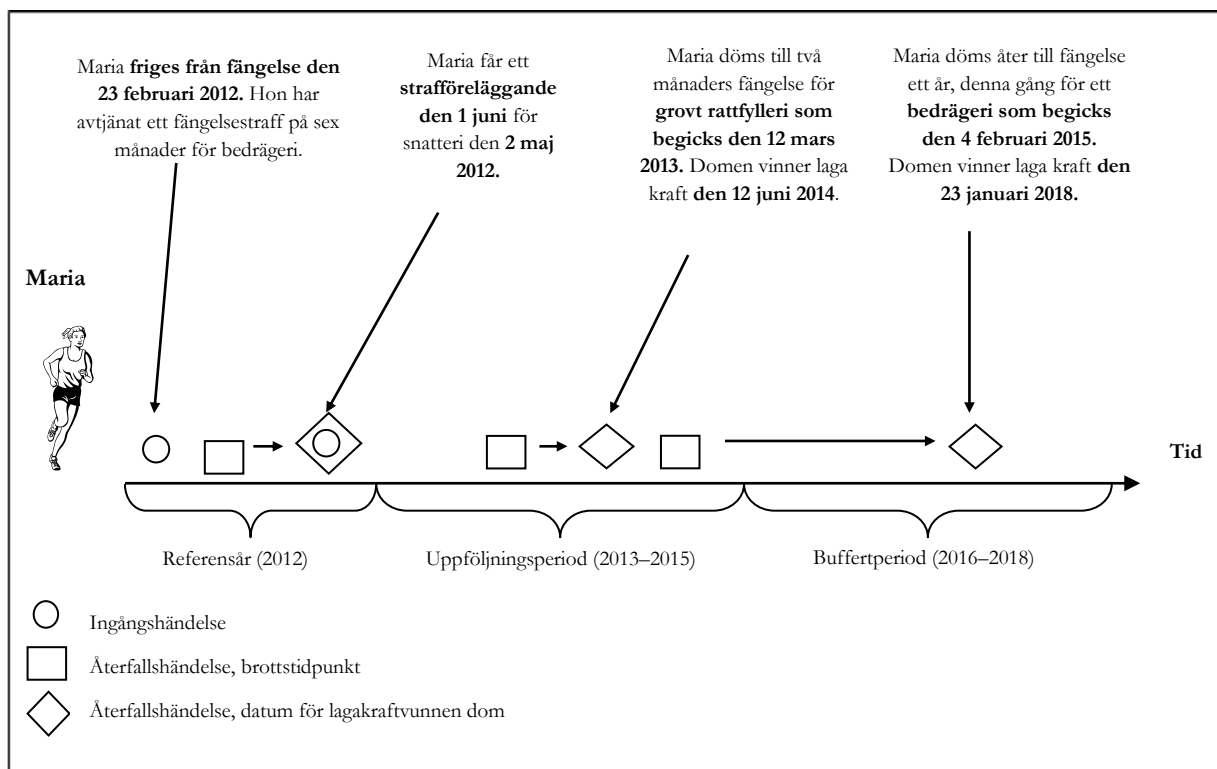 Maria friges från fängelse den
23 februari 2012. Hon har
avtjänat ett fängelsestraff på sex
månader för bedrägeri.
Maria får ett
strafföreläggande
den 1 juni för
snatteri den 2 maj
2012.
Maria döms till två
månaders fängelse för
grovt rattfylleri som
begicks den 12 mars
2013. Domen vinner laga
kraft den 12 juni 2014.
Maria döms åter till fängelse
ett år, denna gång för ett
bedrägeri som begicks
den 4 februari 2015.
Domen vinner laga kraft den
23 januari 2018.
Maria
Tid
Referensår (2012)
Uppföljningsperiod (2013–2015)
Buffertperiod (2016–2018)
Ingångshändelse
Återfallshändelse, brottstidpunkt
Återfallshändelse, datum för lagakraftvunnen dom